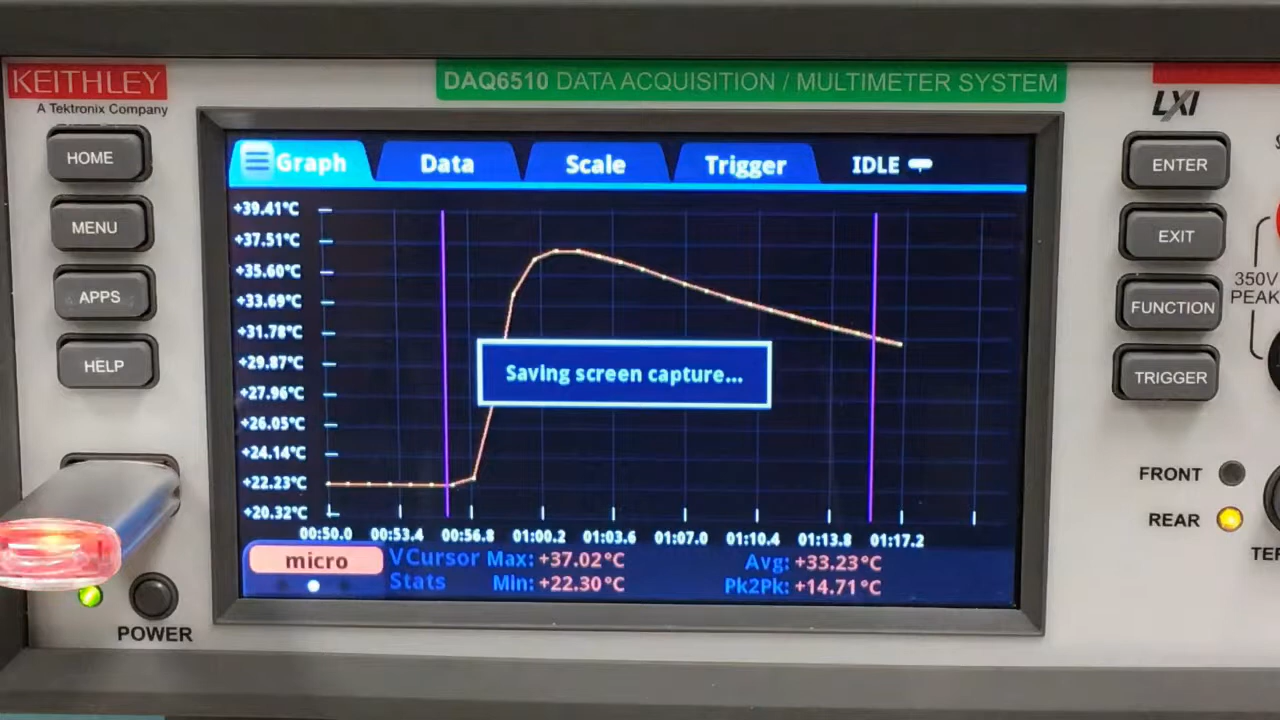 KEITHLEY
A Tektronix Company
DAQ6510 DATA ACQUISITION / MULTIMETER SYSTEM
LXI
HOME
MENU
APPS
HELP
POWER
Graph Data Scale Trigger IDLE
+39.41°C
+37.51°C
+35.60°C
+33.69°C
+31.78°C
+29.87°C
+27.96°C
+26.05°C
+24.14°C
+22.23°C
+20.32°C
Saving screen capture...
00:50.0 00:53.4 00:56.8 01:00.2 01:03.6 01:07.0 01:10.4 01:13.8 01:17.2
micro
VCursor Max: +37.02°C Avg: +33.23°C
Stats Min: +22.30°C Pk2Pk: +14.71°C
ENTER
EXIT
FUNCTION
TRIGGER
350V
PEAK
FRONT
REAR